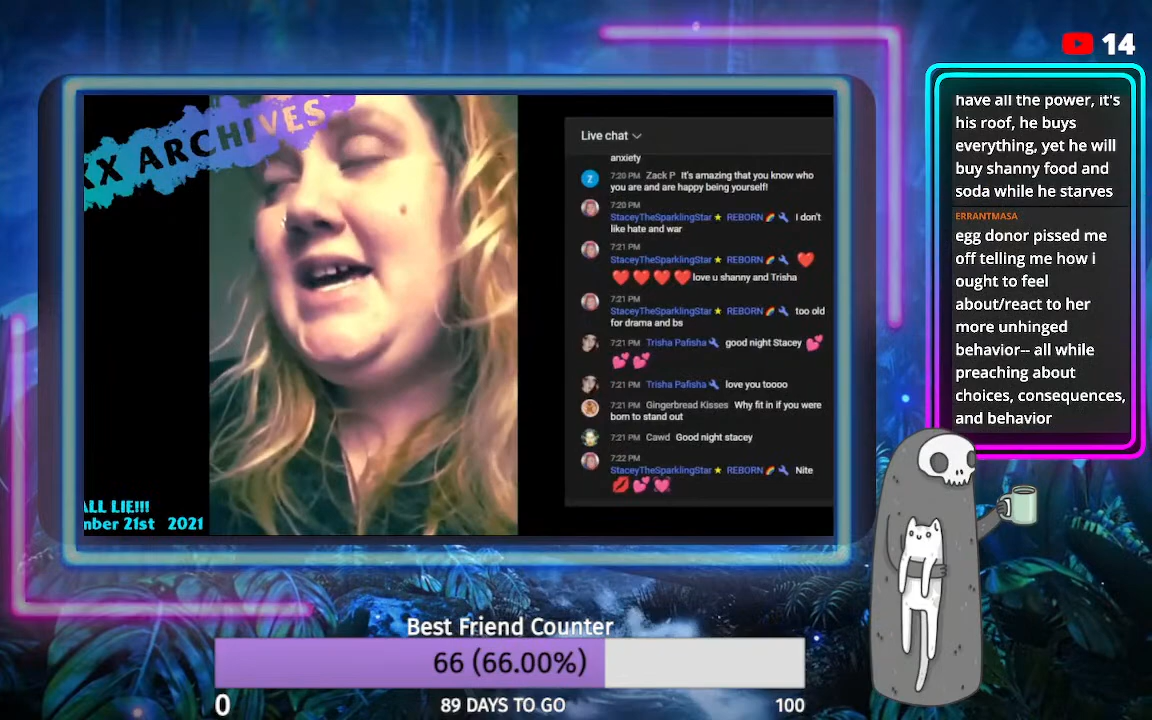 14
XX ARCHIVES
ALL LIE!!!
mber 21st 2021
Live chat
anxiety
Z
7:20 PM Zack P It's amazing that you know who
you are and are happy being yourself!
7:20 PM
StaceyTheSparklingStar ★ REBORN 🌈 I don't
like hate and war
7:21 PM
StaceyTheSparklingStar ★ REBORN 🌈 ❤️
❤️❤️❤️❤️ love u shanny and Trisha
7:21 PM
StaceyTheSparklingStar ★ REBORN 🌈 too old
for drama and bs
7:21 PM Trisha Pafisha good night Stacey 💕
💕💕
7:21 PM Trisha Pafisha love you toooo
7:21 PM Gingerbread Kisses Why fit in if you were
born to stand out
7:21 PM Cawd Good night stacey
7:22 PM
StaceyTheSparklingStar ★ REBORN 🌈 Nite
💋💕💓
have all the power, it's
his roof, he buys
everything, yet he will
buy shanny food and
soda while he starves
ERRANTMASA
egg donor pissed me
off telling me how i
ought to feel
about/react to her
more unhinged
behavior-- all while
preaching about
choices, consequences,
and behavior
Best Friend Counter
66 (66.00%)
0
89 DAYS TO GO
100